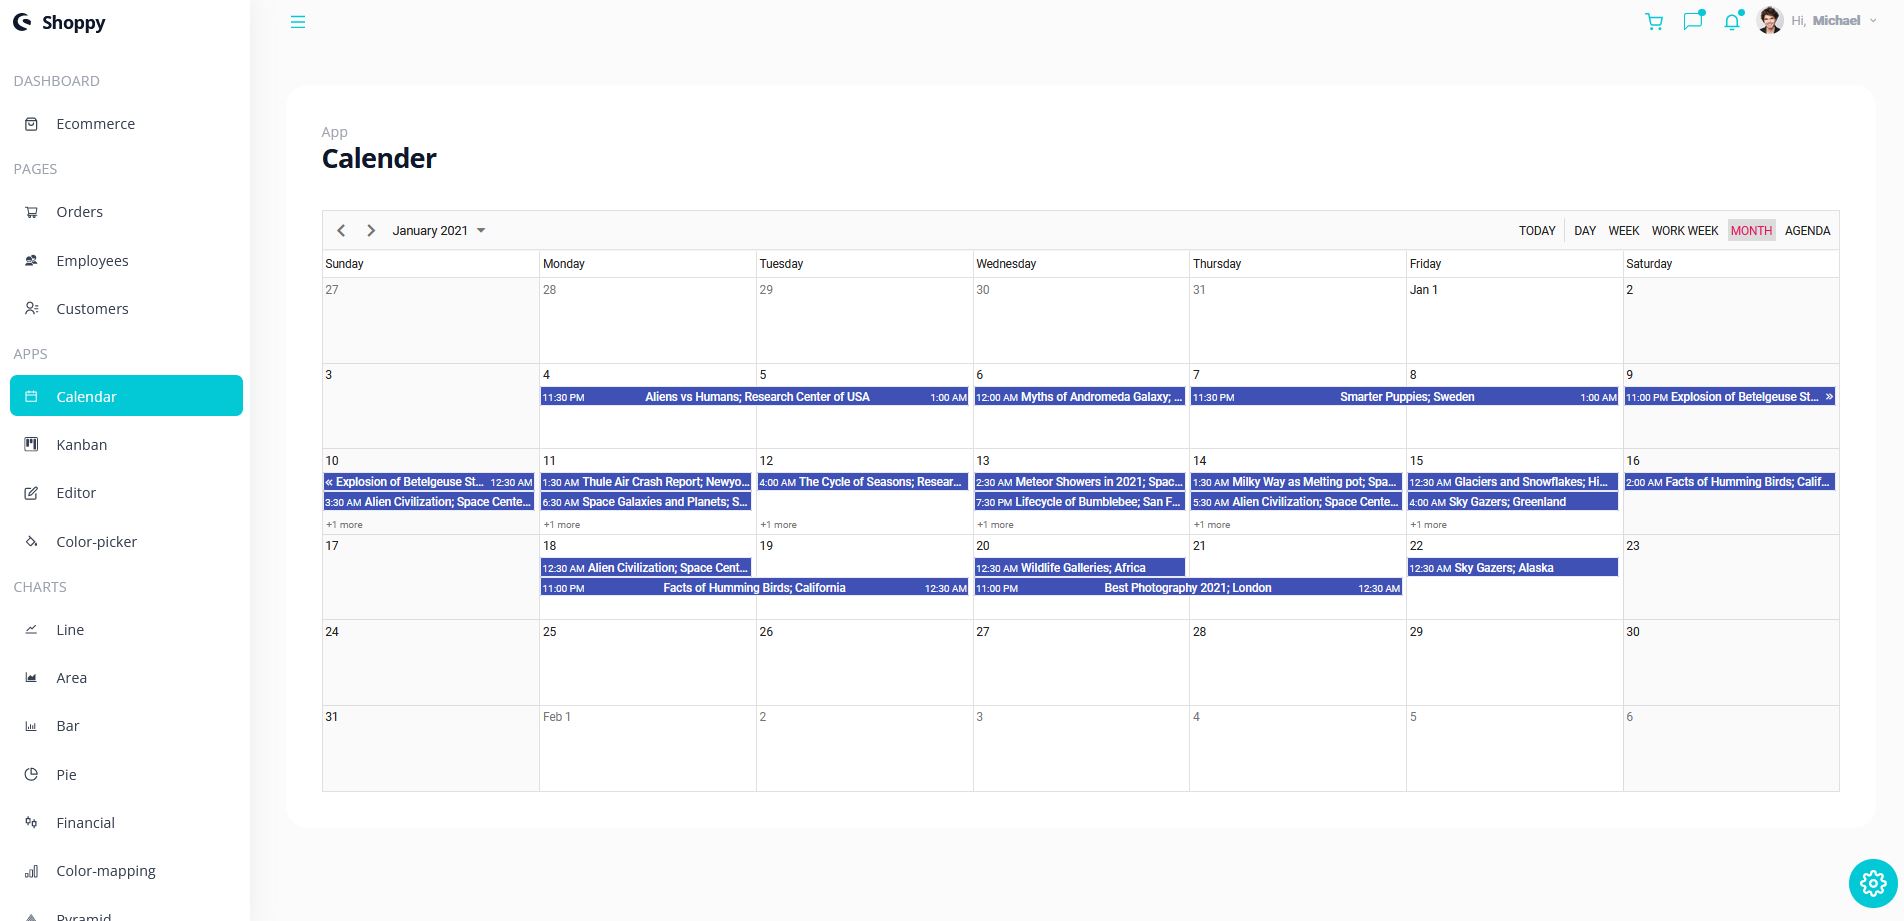 Shoppy
Hi, Michael
DASHBOARD
Ecommerce
PAGES
Orders
Employees
Customers
APPS
Calendar
Kanban
Editor
Color-picker
CHARTS
Line
Area
Bar
Pie
Financial
Color-mapping
Pyramid
App
Calender
January 2021 TODAY DAY WEEK WORK WEEK MONTH AGENDA
Sunday Monday Tuesday Wednesday Thursday Friday Saturday
27 28 29 30 31 Jan 1 2
3 4 5 6 7 8 9
11:30 PM Aliens vs Humans; Research Center of USA 1:00 AM 12:00 AM Myths of Andromeda Galaxy; ... 11:30 PM Smarter Puppies; Sweden 1:00 AM 11:00 PM Explosion of Betelgeuse St... »
10 11 12 13 14 15 16
« Explosion of Betelgeuse St... 12:30 AM 1:30 AM Thule Air Crash Report; Newyo... 4:00 AM The Cycle of Seasons; Resear... 2:30 AM Meteor Showers in 2021; Spac... 1:30 AM Milky Way as Melting pot; Spa... 12:30 AM Glaciers and Snowflakes; Hi... 2:00 AM Facts of Humming Birds; Calif...
3:30 AM Alien Civilization; Space Cente... 6:30 AM Space Galaxies and Planets; S... 7:30 PM Lifecycle of Bumblebee; San F... 5:30 AM Alien Civilization; Space Cente... 4:00 AM Sky Gazers; Greenland
+1 more +1 more +1 more +1 more +1 more +1 more
17 18 19 20 21 22 23
12:30 AM Alien Civilization; Space Cent... 12:30 AM Wildlife Galleries; Africa 12:30 AM Sky Gazers; Alaska
11:00 PM Facts of Humming Birds; California 12:30 AM 11:00 PM Best Photography 2021; London 12:30 AM
24 25 26 27 28 29 30
31 Feb 1 2 3 4 5 6